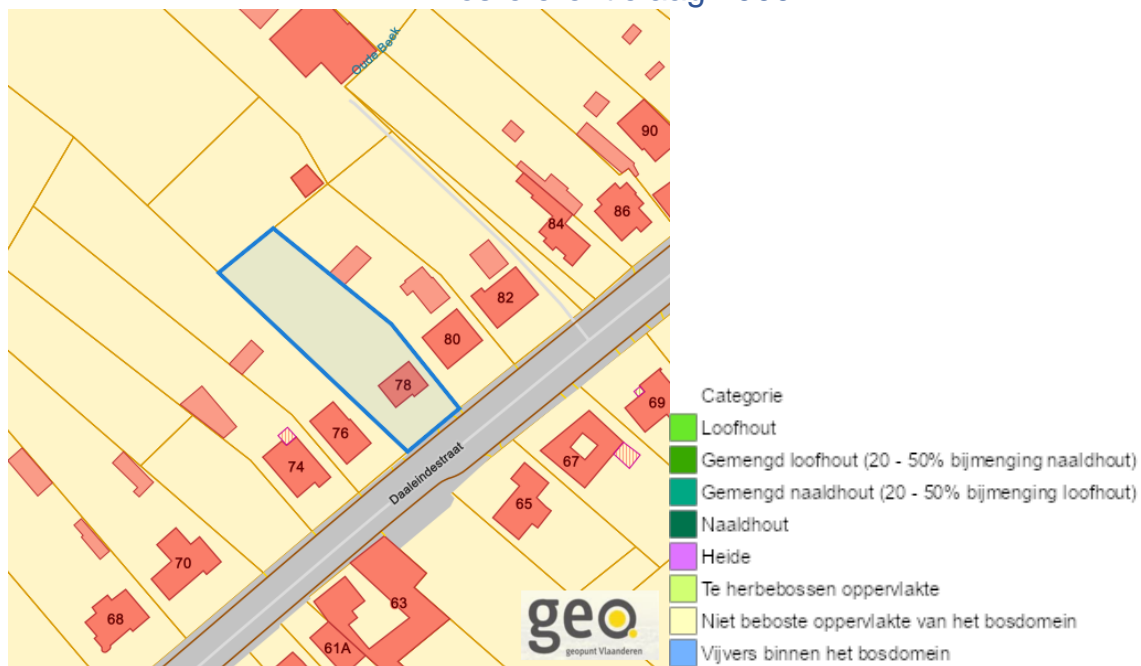 Oude Beek
90
86
84
82
80
78
76
74
70
68
Daaleindestraat
69
67
65
63
61A
geo.
geopunt Vlaanderen
Categorie
Loofhout
Gemengd loofhout (20 - 50% bijmenging naaldhout)
Gemengd naaldhout (20 - 50% bijmenging loofhout)
Naaldhout
Heide
Te herbebossen oppervlakte
Niet beboste oppervlakte van het bosdomein
Vijvers binnen het bosdomein